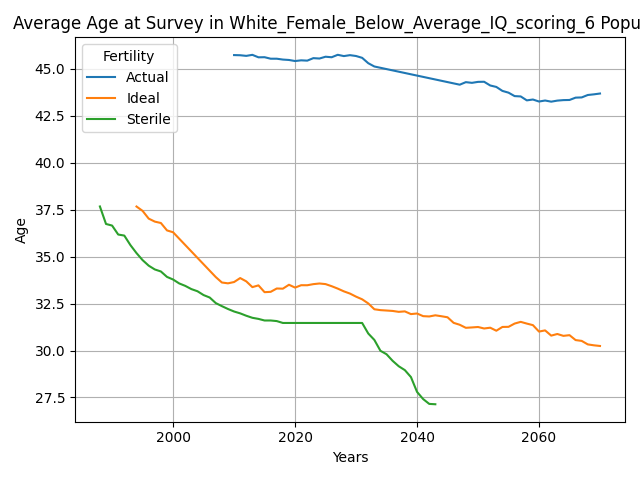 Average Age at Survey in White_Female_Below_Average_IQ_scoring_6 Popu
Fertility
Actual
Ideal
Sterile
45.0
42.5
40.0
37.5
35.0
32.5
30.0
27.5
Age
2000 2020 2040 2060
Years